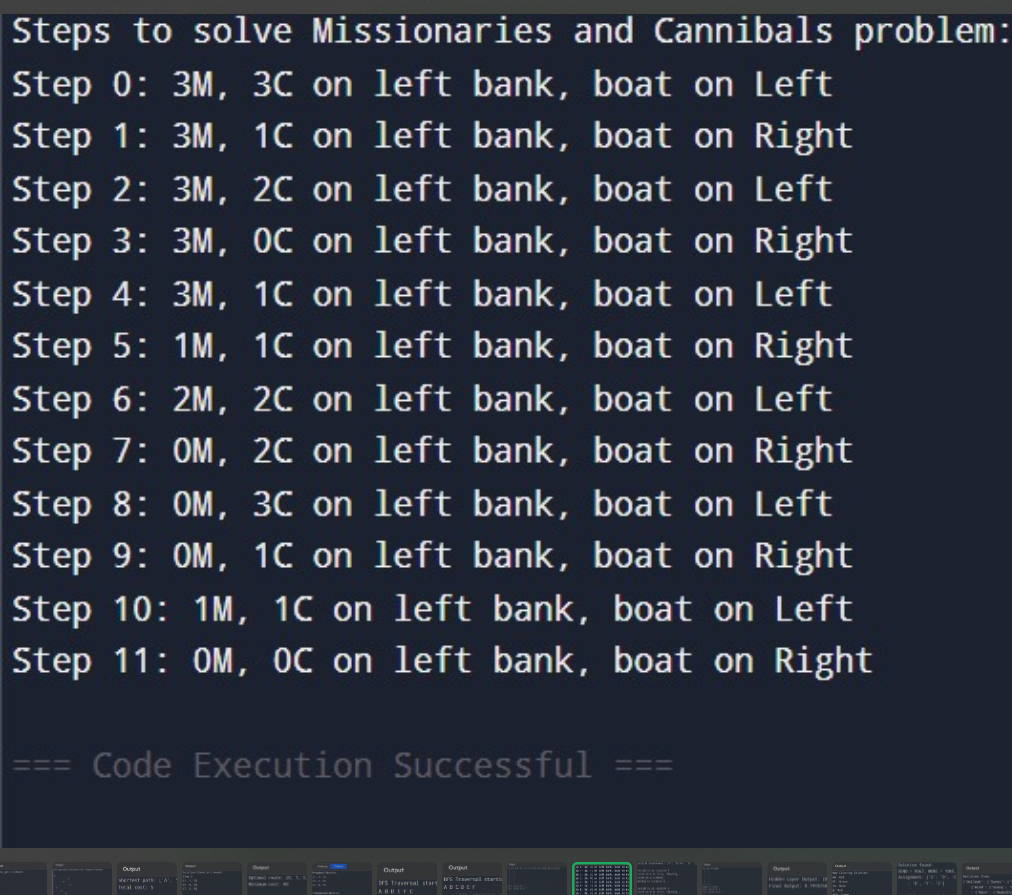 Steps to solve Missionaries and Cannibals problem:
Step 0: 3M, 3C on left bank, boat on Left
Step 1: 3M, 1C on left bank, boat on Right
Step 2: 3M, 2C on left bank, boat on Left
Step 3: 3M, 0C on left bank, boat on Right
Step 4: 3M, 1C on left bank, boat on Left
Step 5: 1M, 1C on left bank, boat on Right
Step 6: 2M, 2C on left bank, boat on Left
Step 7: 0M, 2C on left bank, boat on Right
Step 8: 0M, 3C on left bank, boat on Left
Step 9: 0M, 1C on left bank, boat on Right
Step 10: 1M, 1C on left bank, boat on Left
Step 11: 0M, 0C on left bank, boat on Right
=== Code Execution Successful ===
Output Output Output Output Output Output Output